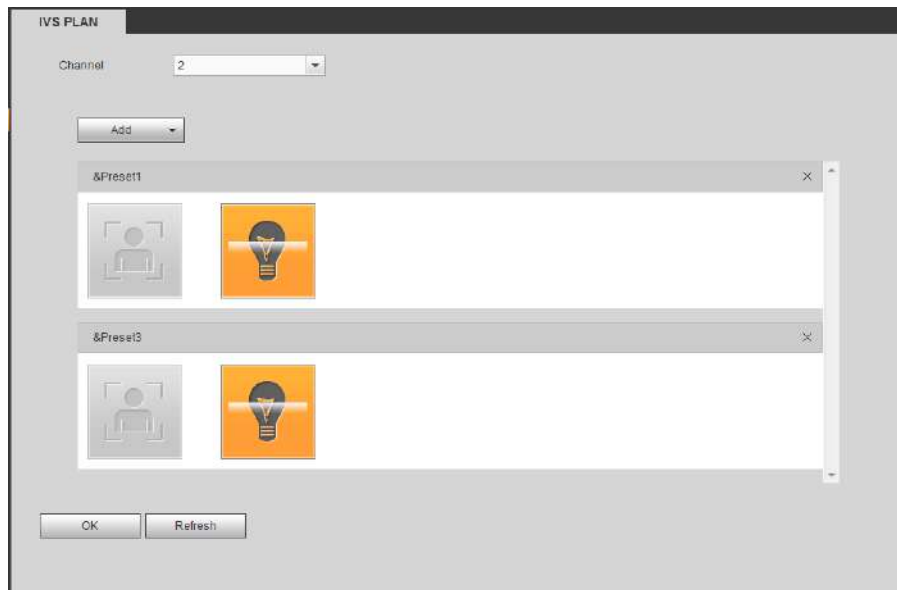 IVS PLAN
Channel 2
Add
&Preset1
&Preset3
OK Refresh